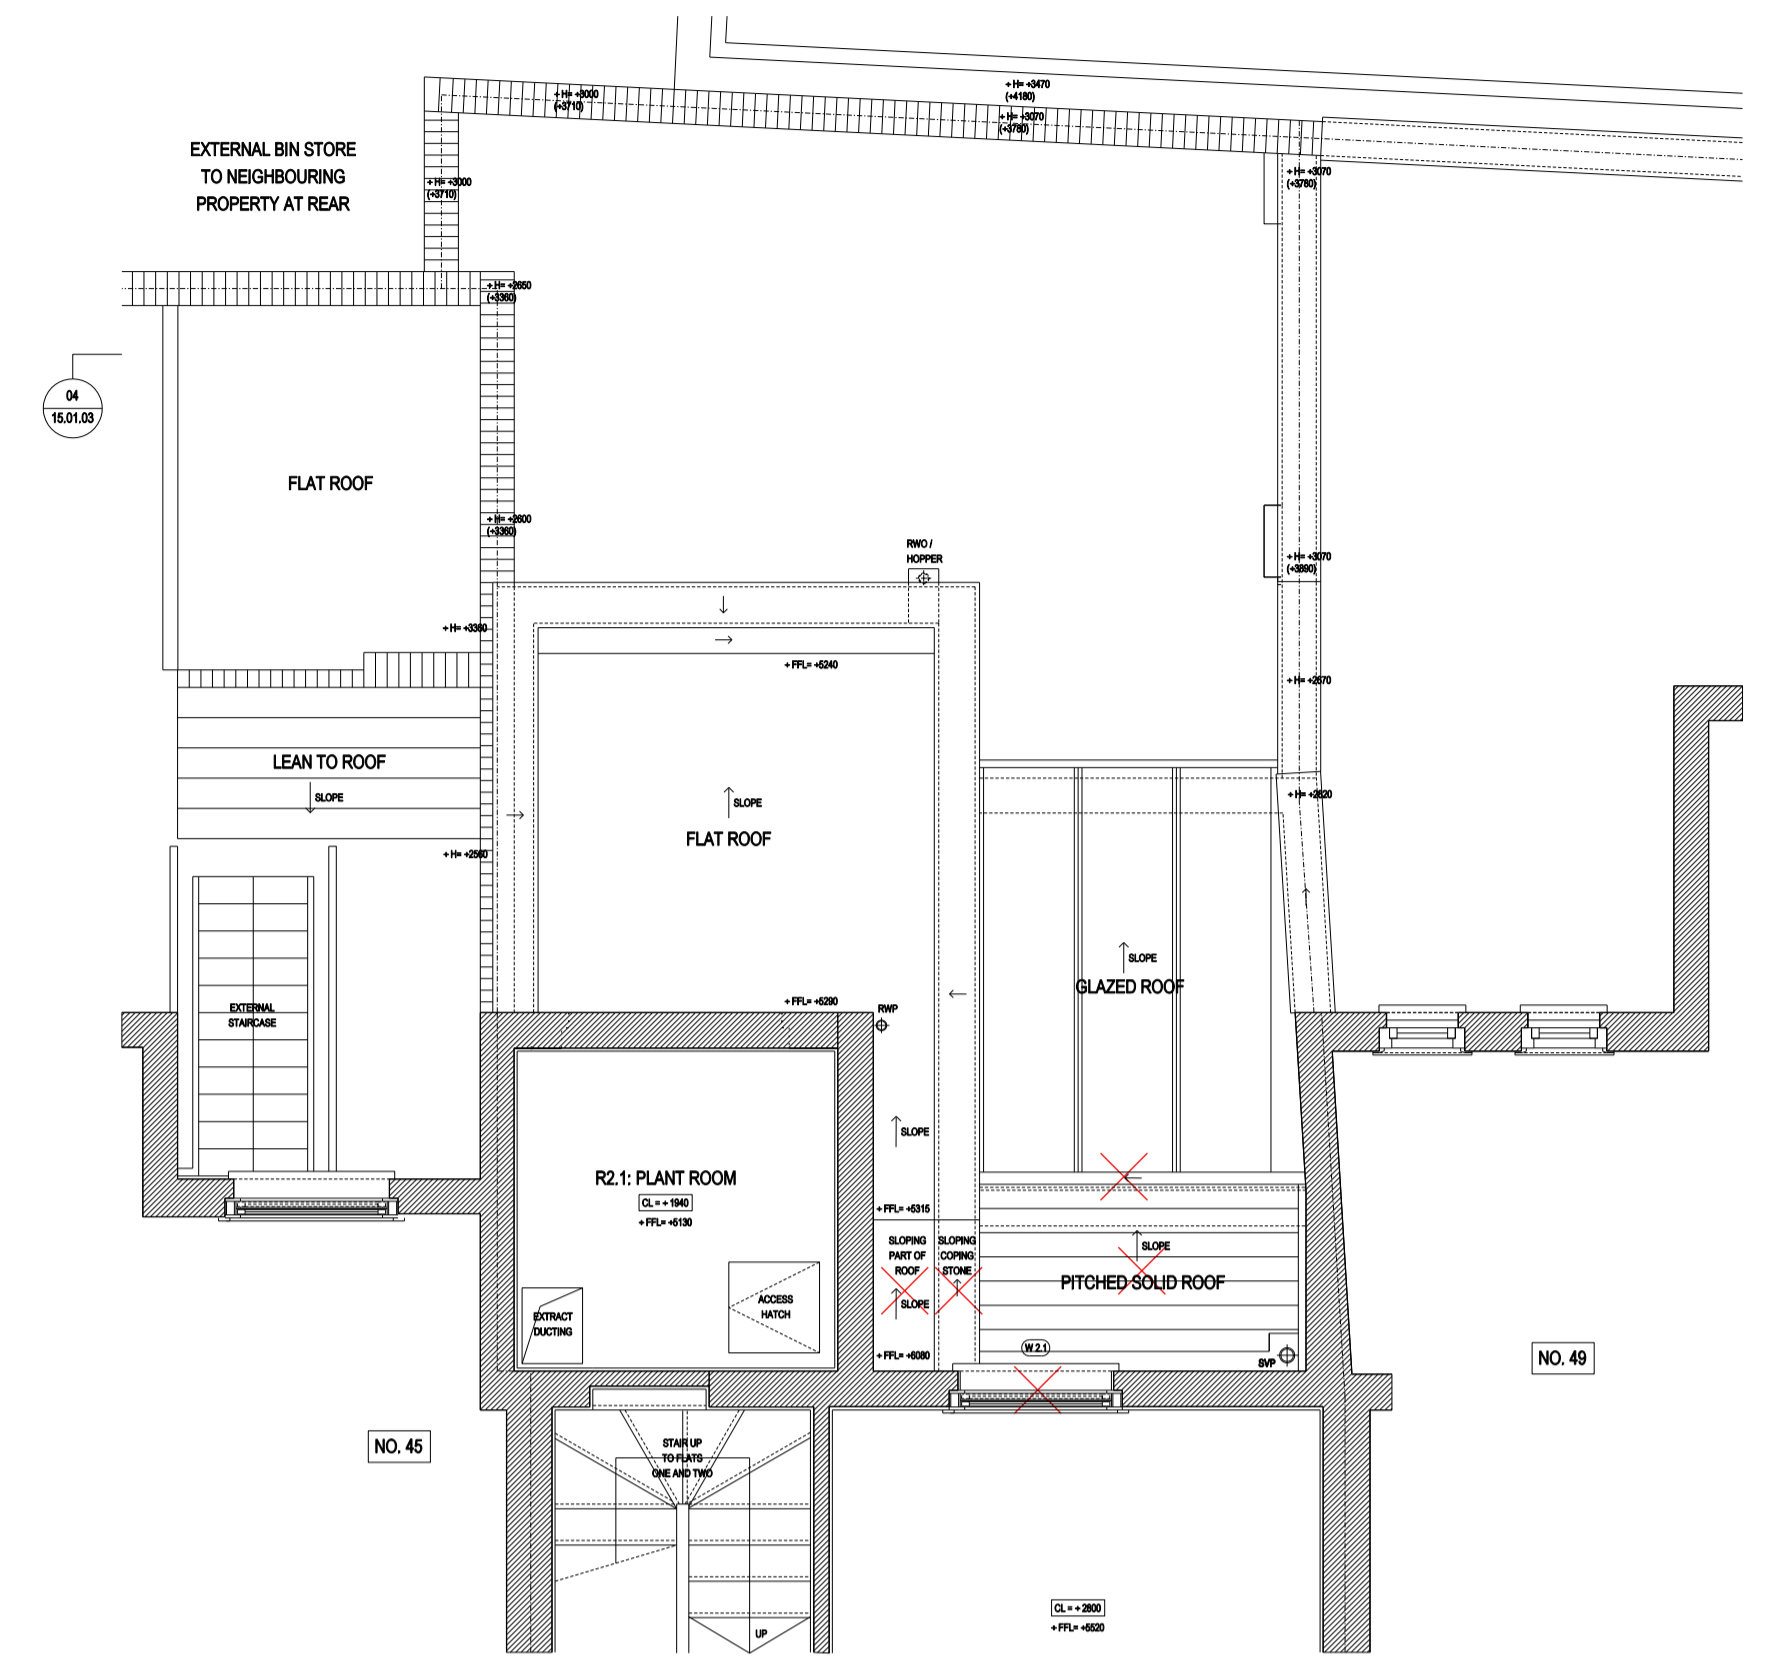 ÷ H= +3470
(+4180)
÷ H= +3000
(+3710)
÷ H= +3070
(+3780)
EXTERNAL BIN STORE
TO NEIGHBOURING
PROPERTY AT REAR
÷ H= +3000
(+3710)
÷ H= +3070
(+3780)
÷ H= +2650
(+3360)
04
15.01.03
FLAT ROOF
÷ H= +2600
(+3360)
RWO /
HOPPER
÷ H= +3070
(+3890)
÷ H= +3360
÷ FFL= +5240
÷ H= +2670
LEAN TO ROOF
SLOPE
SLOPE
FLAT ROOF
÷ H= +2620
÷ H= +2560
SLOPE
GLAZED ROOF
EXTERNAL
STAIRCASE
÷ FFL= +5290
RWP
SLOPE
R2.1: PLANT ROOM
CL = + 1940
÷ FFL= +5130
÷ FFL= +5315
SLOPING
PART OF
ROOF
SLOPE
SLOPING
COPING
STONE
SLOPE
PITCHED SOLID ROOF
ACCESS
HATCH
EXTRACT
DUCTING
÷ FFL= +6080
W 2.1
SVP
NO. 49
NO. 45
STAIR UP
TO FLATS
ONE AND TWO
UP
CL = + 2800
÷ FFL= +5520